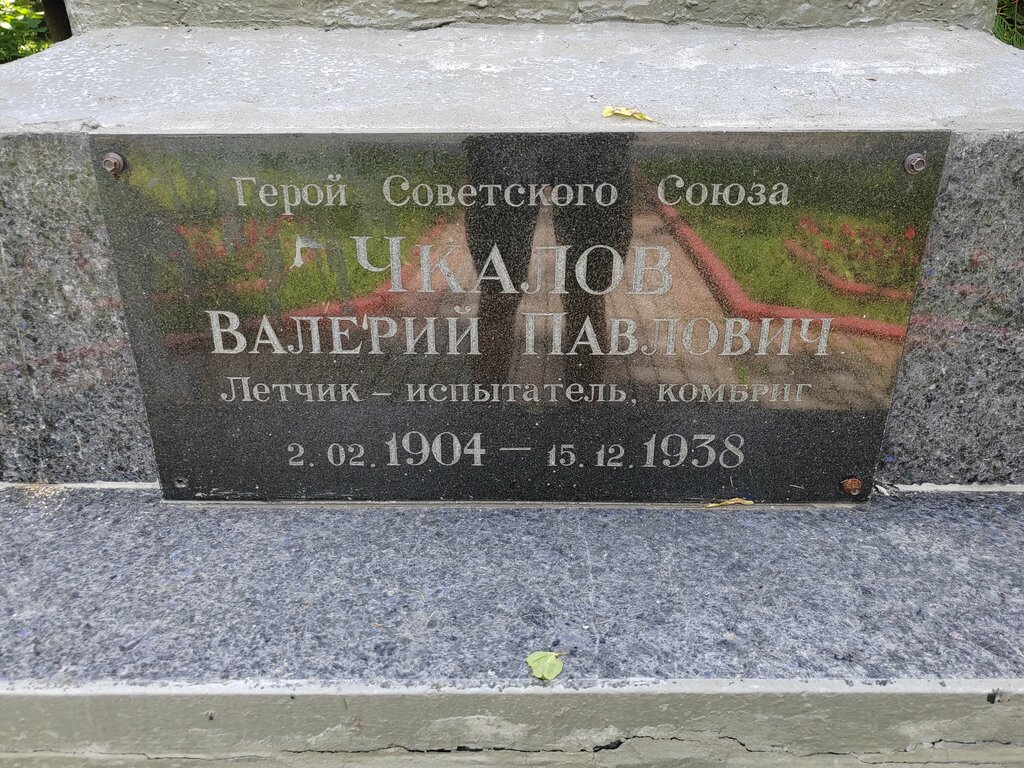 Герой Советского Союза
Чкалов
Валерий Павлович
Летчик – испытатель, комбриг
2.02.1904 – 15.12.1938